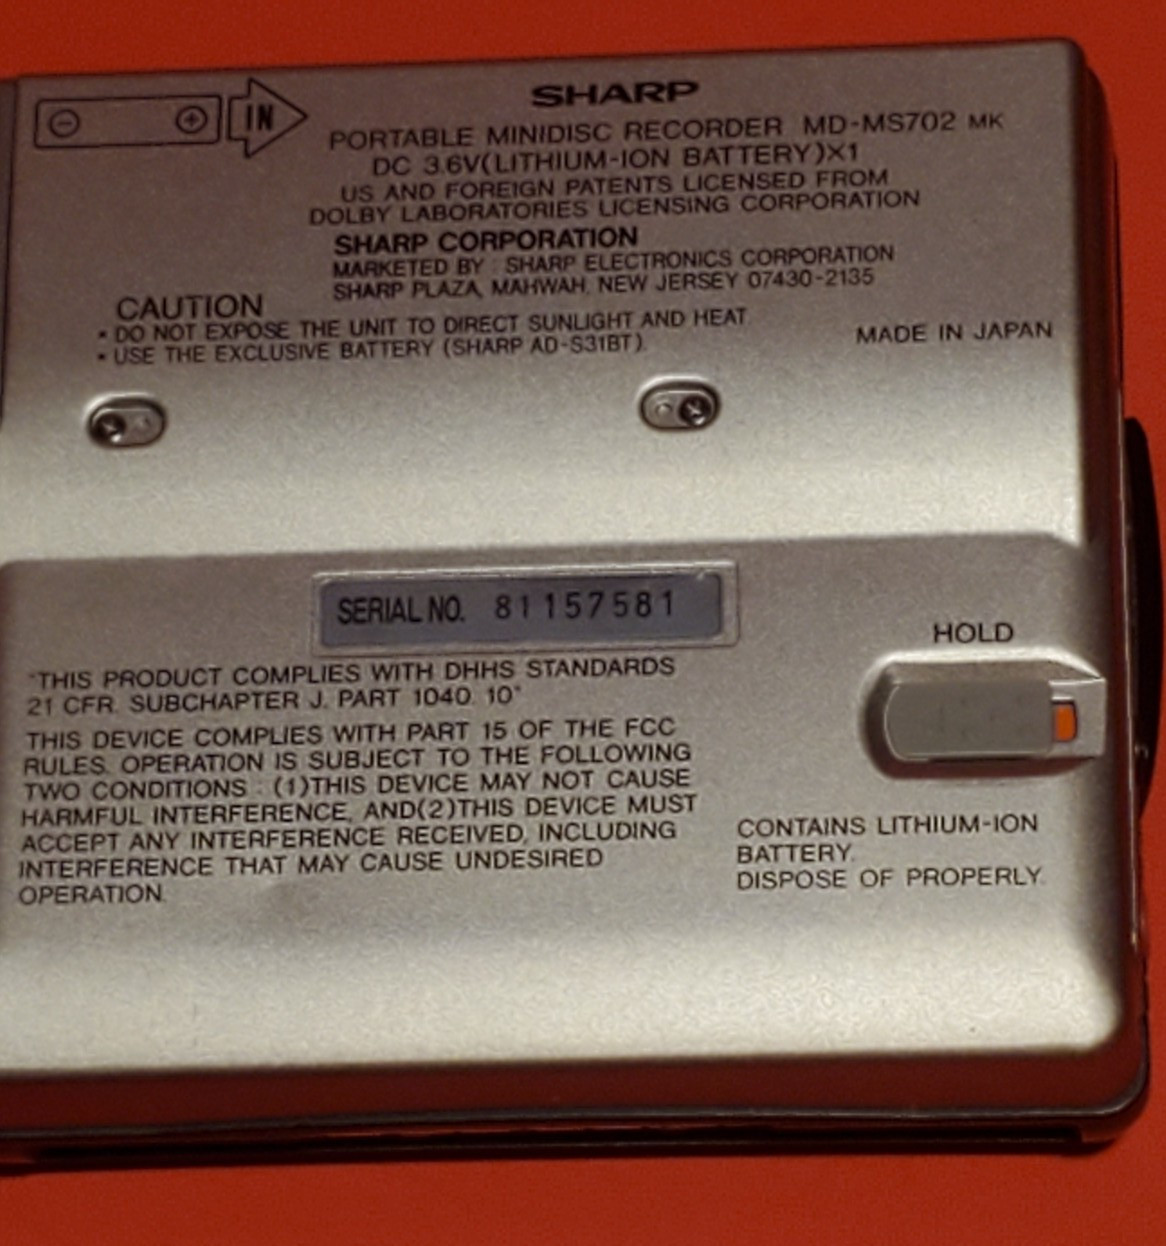 ⊖ ⊕ IN
SHARP
PORTABLE MINIDISC RECORDER MD-MS702 MK
DC 3.6V(LITHIUM-ION BATTERY)X1
US AND FOREIGN PATENTS LICENSED FROM
DOLBY LABORATORIES LICENSING CORPORATION
SHARP CORPORATION
MARKETED BY : SHARP ELECTRONICS CORPORATION
SHARP PLAZA, MAHWAH, NEW JERSEY 07430-2135
CAUTION
• DO NOT EXPOSE THE UNIT TO DIRECT SUNLIGHT AND HEAT.
• USE THE EXCLUSIVE BATTERY (SHARP AD-S31BT).
MADE IN JAPAN
SERIAL NO. 81157581
"THIS PRODUCT COMPLIES WITH DHHS STANDARDS
21 CFR. SUBCHAPTER J. PART 1040.10"
THIS DEVICE COMPLIES WITH PART 15 OF THE FCC
RULES. OPERATION IS SUBJECT TO THE FOLLOWING
TWO CONDITIONS : (1)THIS DEVICE MAY NOT CAUSE
HARMFUL INTERFERENCE, AND(2)THIS DEVICE MUST
ACCEPT ANY INTERFERENCE RECEIVED, INCLUDING
INTERFERENCE THAT MAY CAUSE UNDESIRED
OPERATION.
HOLD
CONTAINS LITHIUM-ION
BATTERY.
DISPOSE OF PROPERLY.